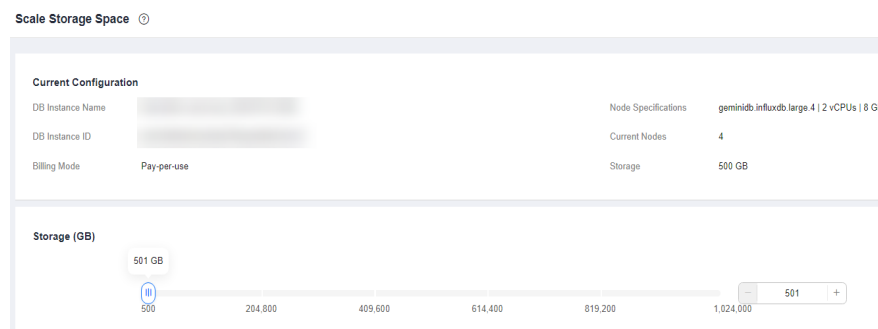 Scale Storage Space ?
Current Configuration
DB Instance Name
Node Specifications geminidb.influxdb.large.4 | 2 vCPUs | 8 G
DB Instance ID
Current Nodes 4
Billing Mode Pay-per-use
Storage 500 GB
Storage (GB)
501 GB
501
500 204,800 409,600 614,400 819,200 1,024,000